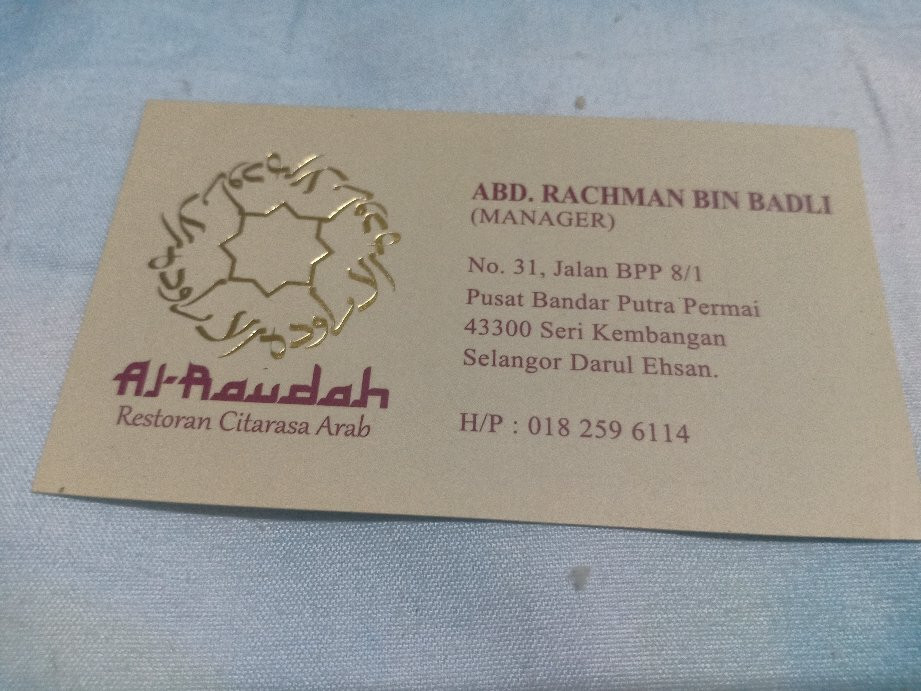 Al-Raudah
Restoran Citarasa Arab
ABD. RACHMAN BIN BADLI
(MANAGER)
No. 31, Jalan BPP 8/1
Pusat Bandar Putra Permai
43300 Seri Kembangan
Selangor Darul Ehsan.
H/P : 018 259 6114